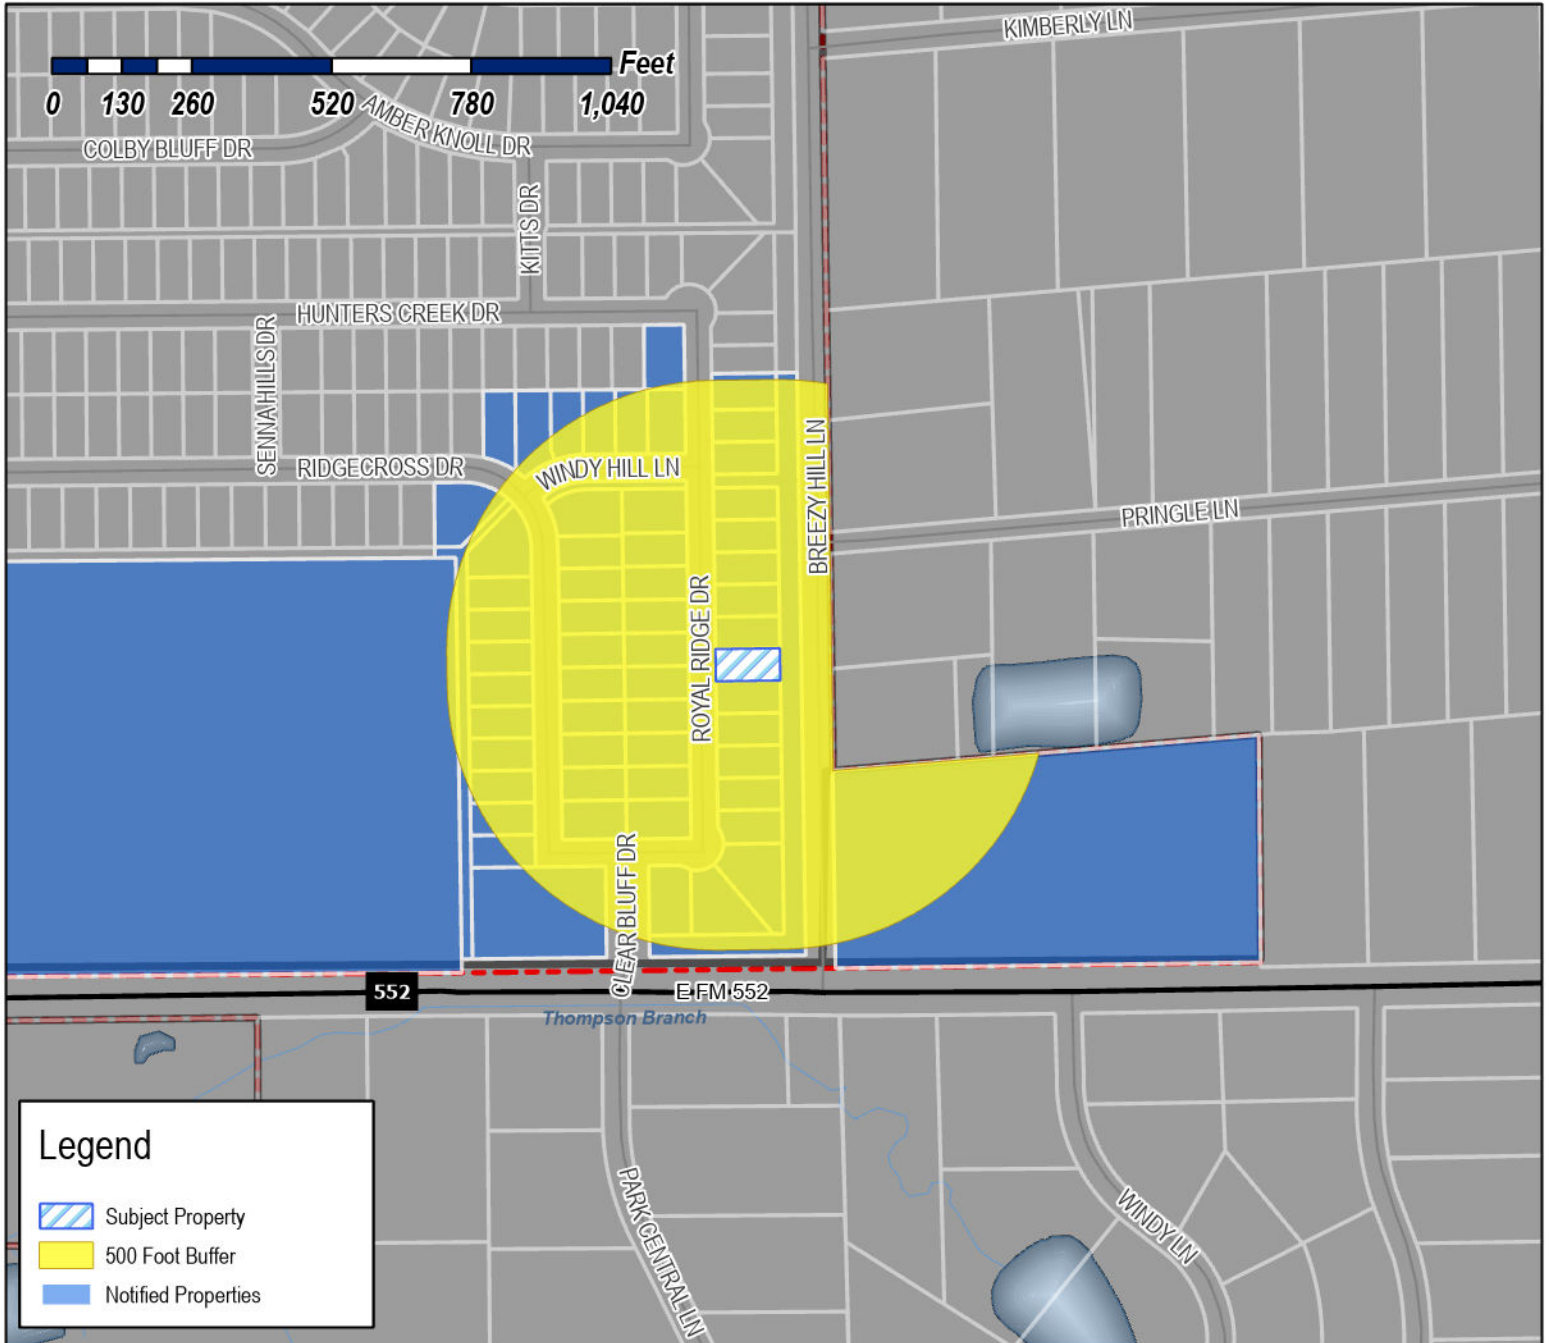 KIMBERLY LN
Feet
0 130 260 520 780 1,040
AMBER KNOLL DR
COLBY BLUFF DR
KITTS DR
HUNTERS CREEK DR
SENNA HILLS DR
RIDGECROSS DR
WINDY HILL LN
BREEZY HILL LN
PRINGLE LN
ROYAL RIDGE DR
CLEAR BLUFF DR
552
E FM 552
Thompson Branch
PARK CENTRAL LN
WINDY LN
Legend
Subject Property
500 Foot Buffer
Notified Properties